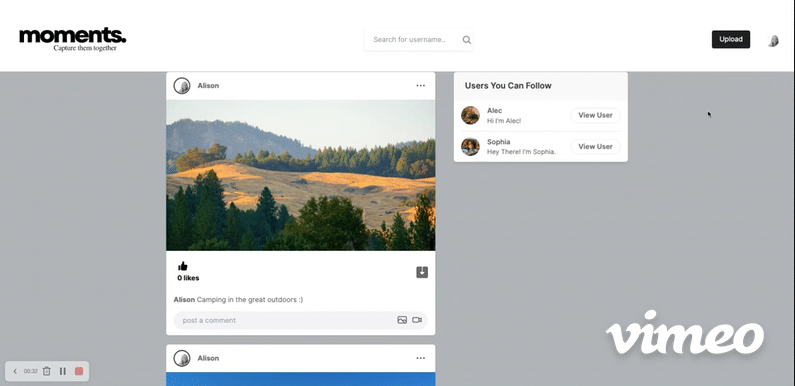 moments.
Capture them together
Search for username..
Upload
Alison
Users You Can Follow
Alec
Hi I'm Alec!
View User
Sophia
Hey There! I'm Sophia.
View User
0 likes
Alison Camping in the great outdoors :)
post a comment
vimeo
Alison
00:32